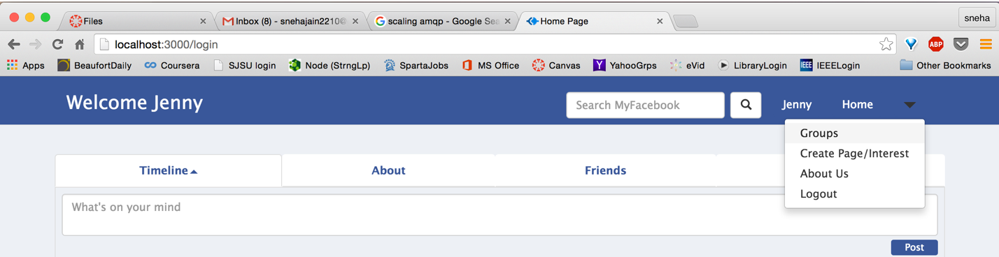 Files
Inbox (8) - snehajain2210@
scaling amqp - Google Sea
Home Page
sneha
localhost:3000/login
ABP
Apps
BeaufortDaily
Coursera
SJSU login
Node (StrngLp)
SpartaJobs
MS Office
Canvas
YahooGrps
eVid
LibraryLogin
IEEE
IEEELogin
Other Bookmarks
Welcome Jenny
Search MyFacebook
Jenny
Home
Groups
Create Page/Interest
About Us
Logout
Timeline
About
Friends
What's on your mind
Post